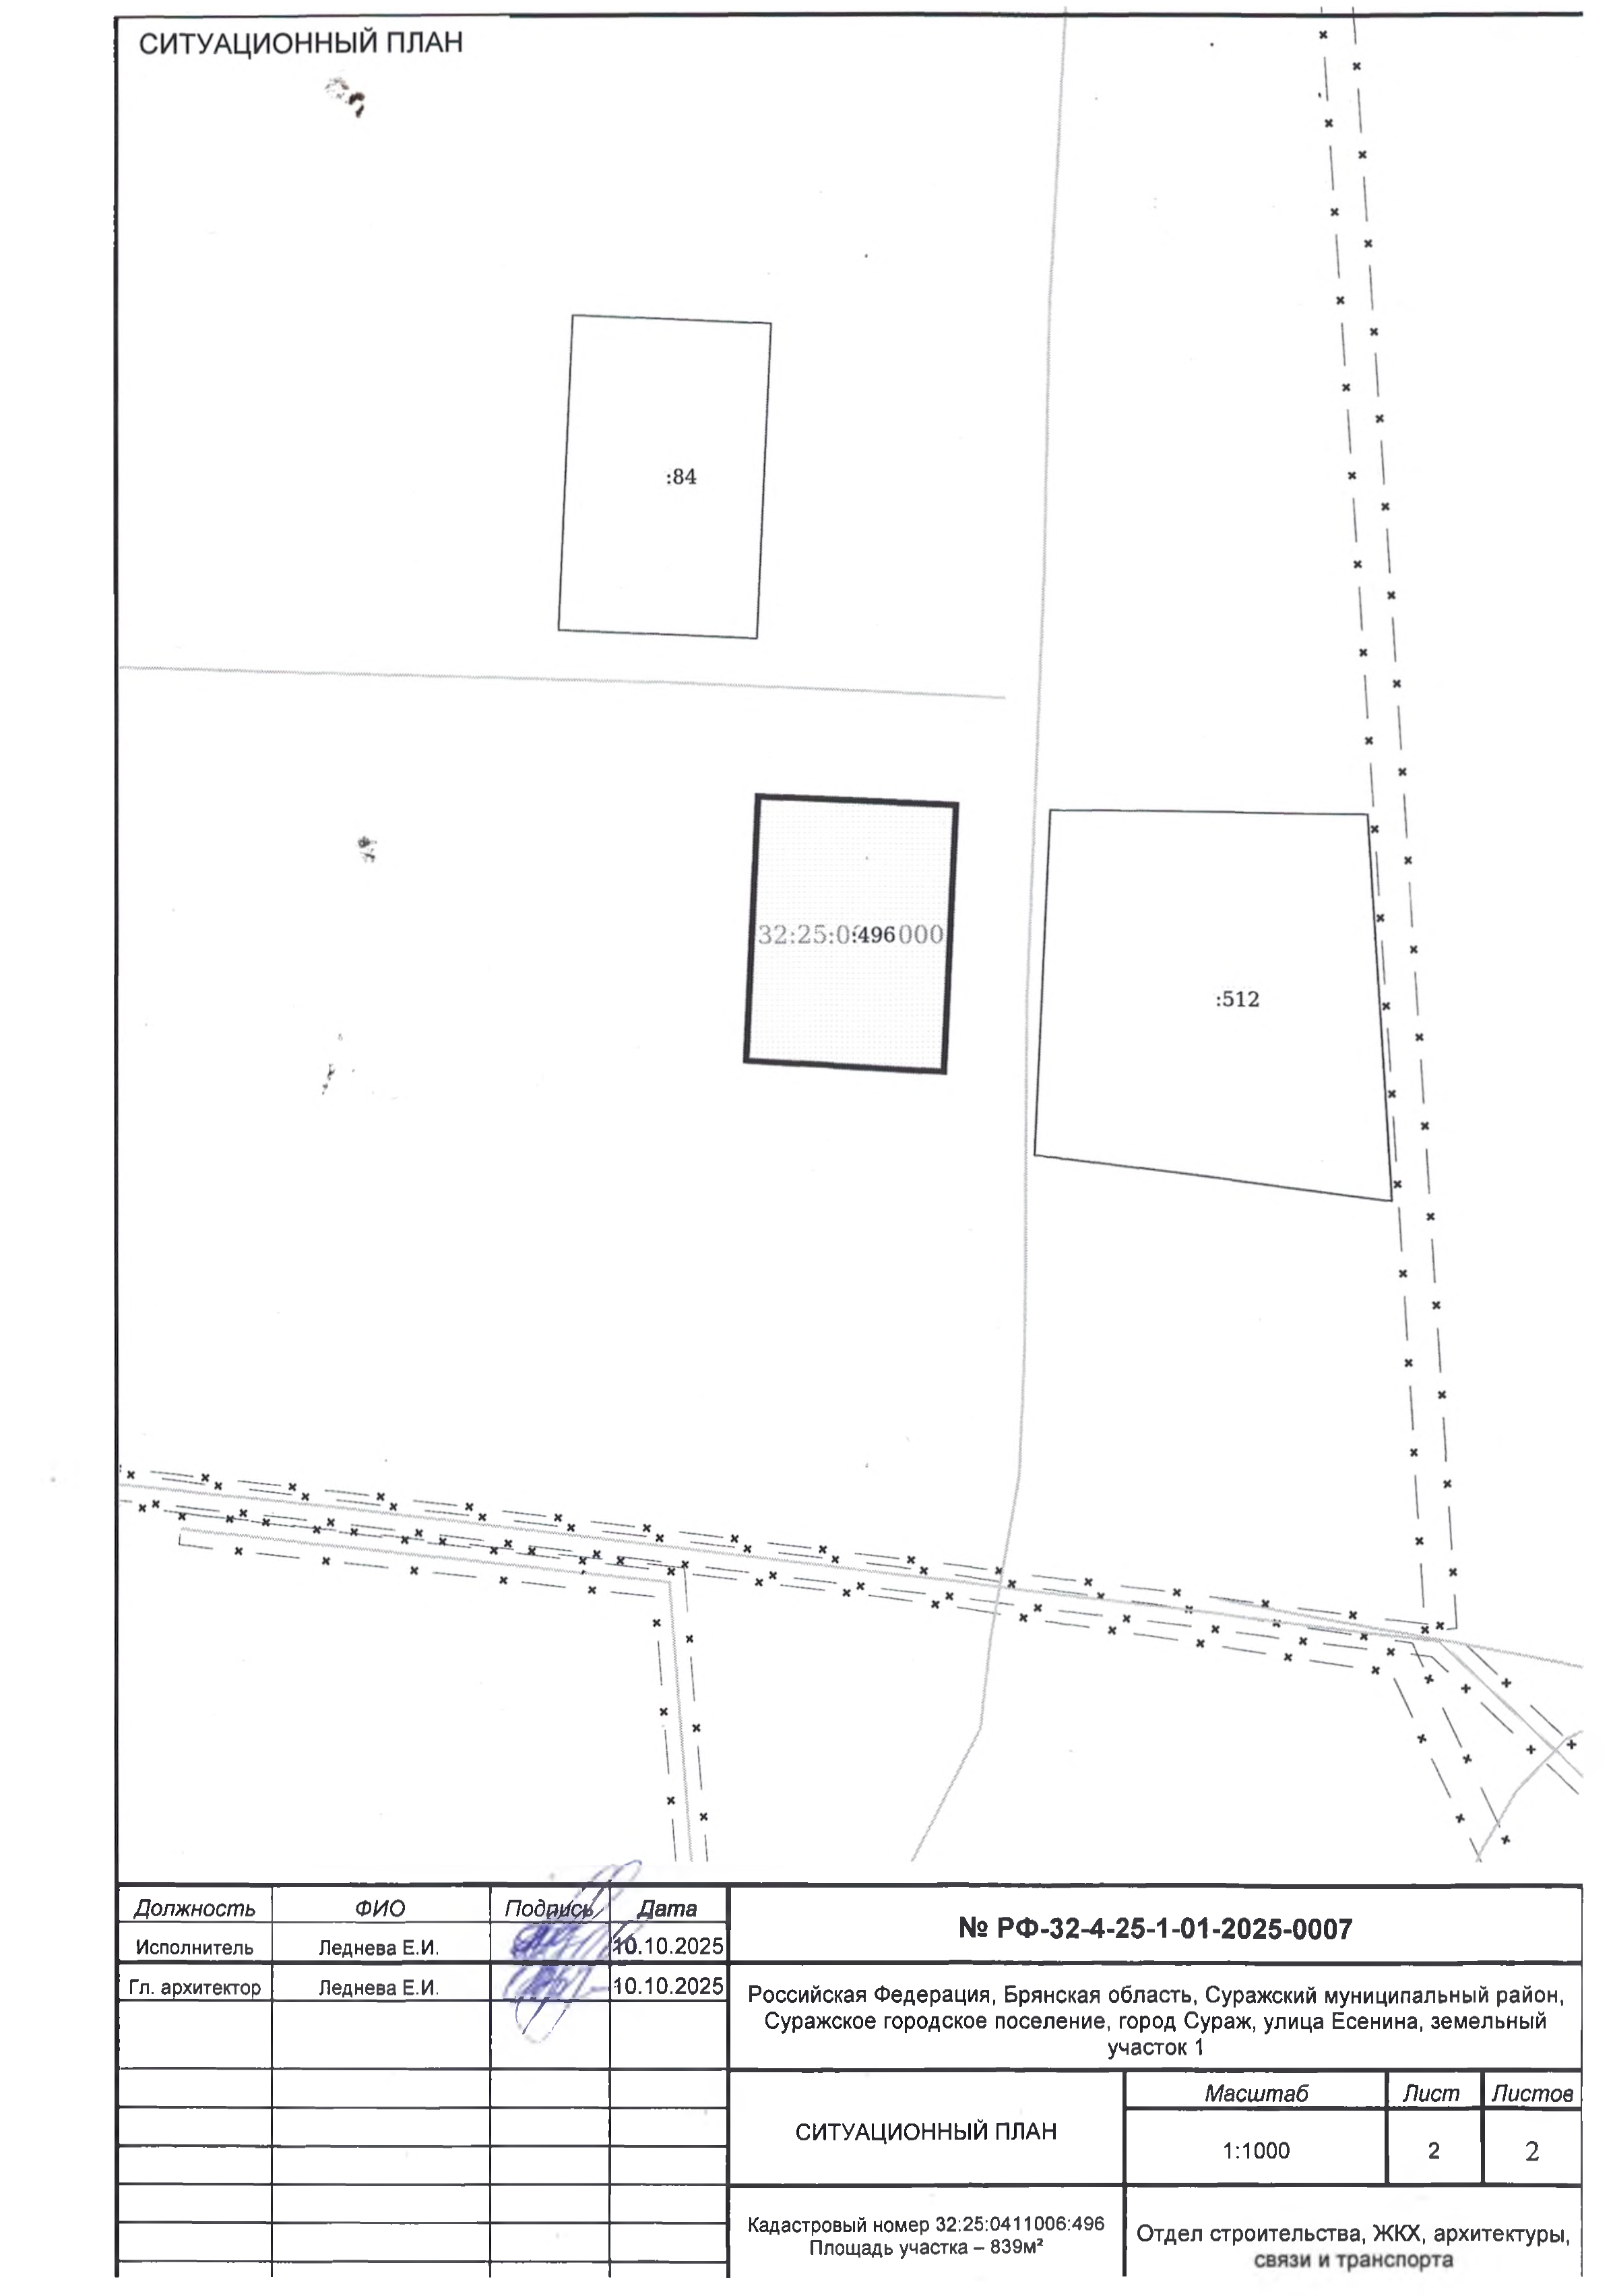 СИТУАЦИОННЫЙ ПЛАН
:84
32:25:0 :496 000
:512
Должность ФИО Подпись Дата
Исполнитель Леднева Е.И. 10.10.2025
Гл. архитектор Леднева Е.И. 10.10.2025
№ РФ-32-4-25-1-01-2025-0007
Российская Федерация, Брянская область, Суражский муниципальный район,
Суражское городское поселение, город Сураж, улица Есенина, земельный
участок 1
СИТУАЦИОННЫЙ ПЛАН
Масштаб Лист Листов
1:1000 2 2
Кадастровый номер 32:25:0411006:496
Площадь участка – 839м²
Отдел строительства, ЖКХ, архитектуры,
связи и транспорта